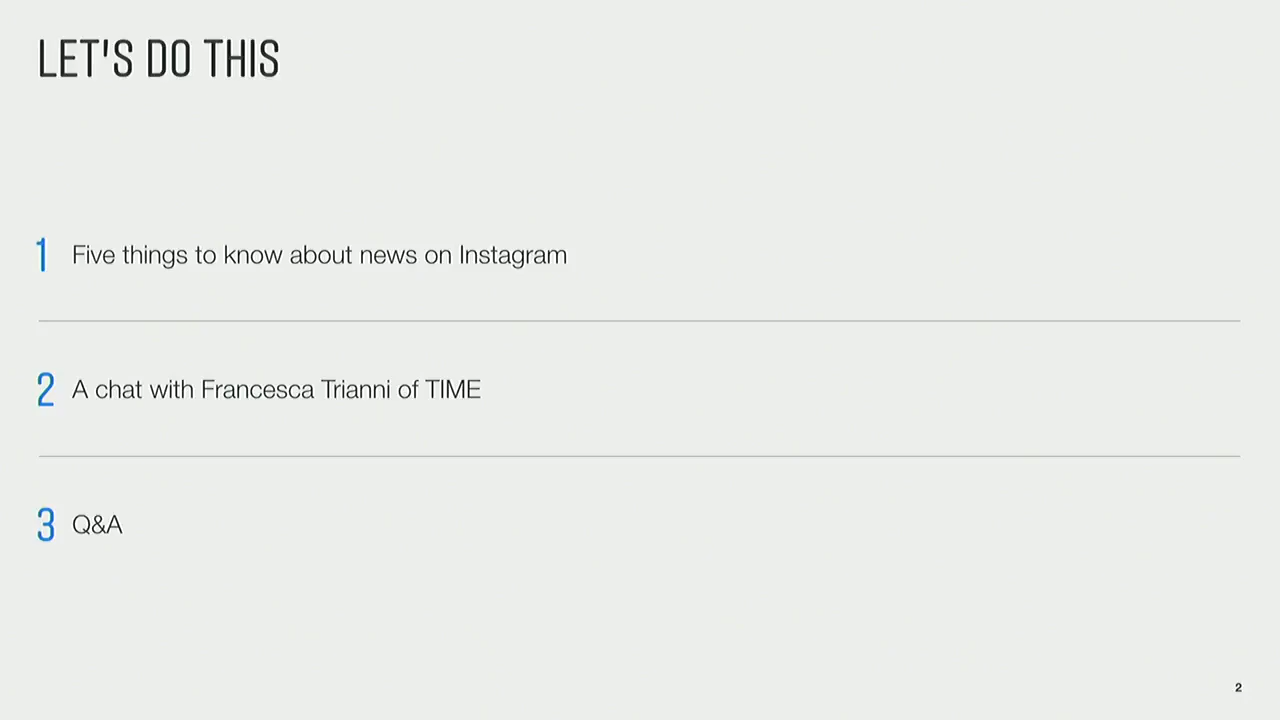 LET'S DO THIS
1 Five things to know about news on Instagram
2 A chat with Francesca Trianni of TIME
3 Q&A
2